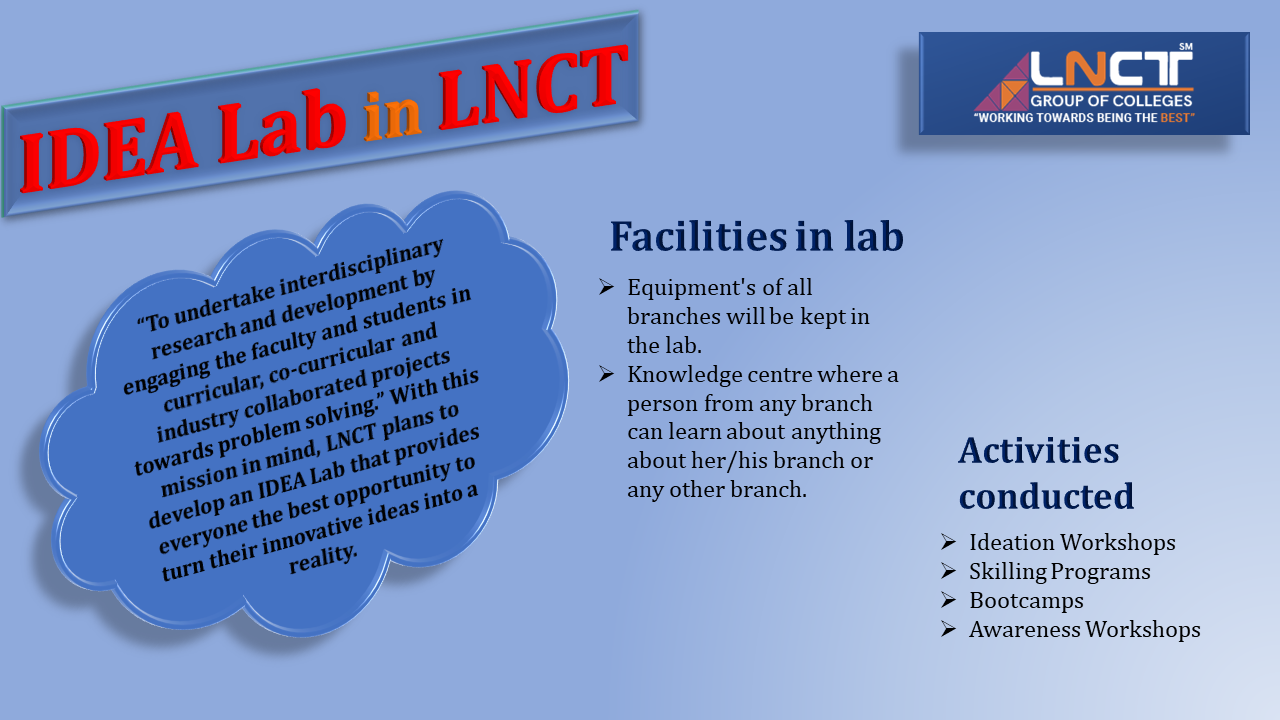 IDEA Lab in LNCT
LNCT SM
GROUP OF COLLEGES
“WORKING TOWARDS BEING THE BEST”
“To undertake interdisciplinary
research and development by
engaging the faculty and students in
curricular, co-curricular and
industry collaborated projects
towards problem solving.” With this
mission in mind, LNCT plans to
develop an IDEA Lab that provides
everyone the best opportunity to
turn their innovative ideas into a
reality.
Facilities in lab
➢ Equipment's of all
branches will be kept in
the lab.
➢ Knowledge centre where a
person from any branch
can learn about anything
about her/his branch or
any other branch.
Activities
conducted
➢ Ideation Workshops
➢ Skilling Programs
➢ Bootcamps
➢ Awareness Workshops